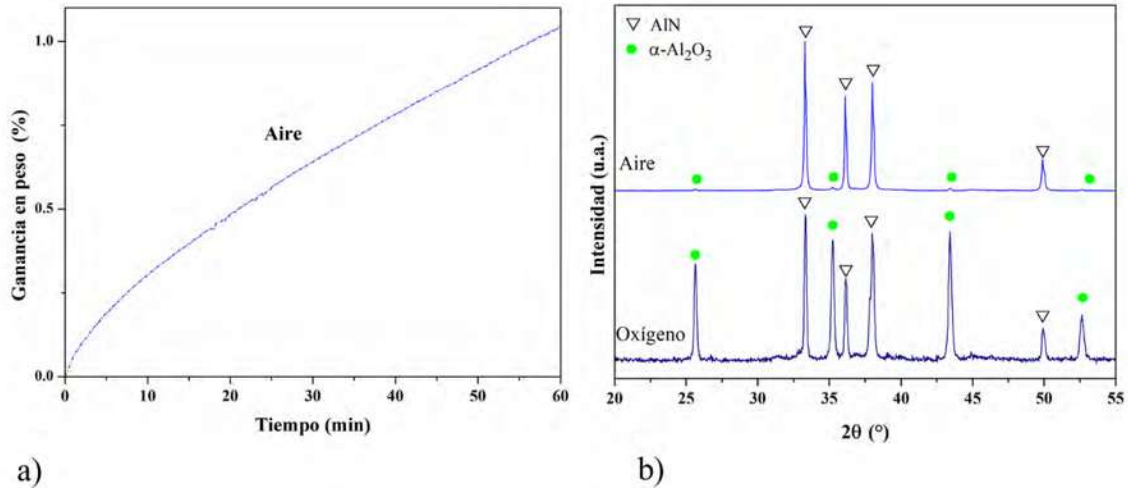 1.0
0.5
0.0
Ganancia en peso (%)
Aire
0
10
20
30
40
50
60
Tiempo (min)
a)
AlN
α-Al₂O₃
Aire
Oxígeno
Intensidad (u.a.)
20
25
30
35
40
45
50
55
2θ (°)
b)